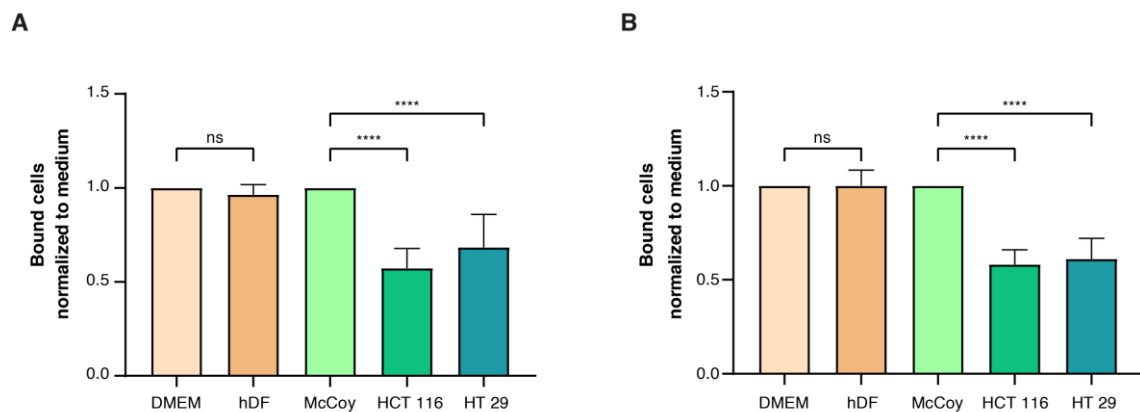 A
Bound cells
normalized to medium
1.5
1.0
0.5
0.0
ns
****
****
DMEM
hDF
McCoy
HCT 116
HT 29
B
Bound cells
normalized to medium
1.5
1.0
0.5
0.0
ns
****
****
DMEM
hDF
McCoy
HCT 116
HT 29